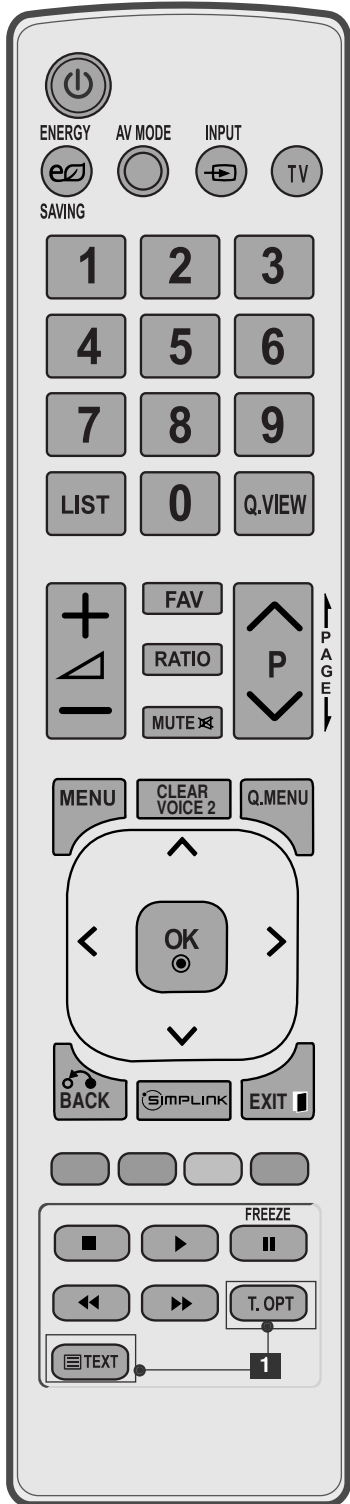 ENERGY AV MODE INPUT
TV
SAVING
1 2 3
4 5 6
7 8 9
LIST 0 Q.VIEW
FAV
RATIO
P
PAGE
MUTE
MENU CLEAR VOICE 2 Q.MENU
OK
BACK SIMPLINK EXIT
FREEZE
T. OPT
TEXT
1